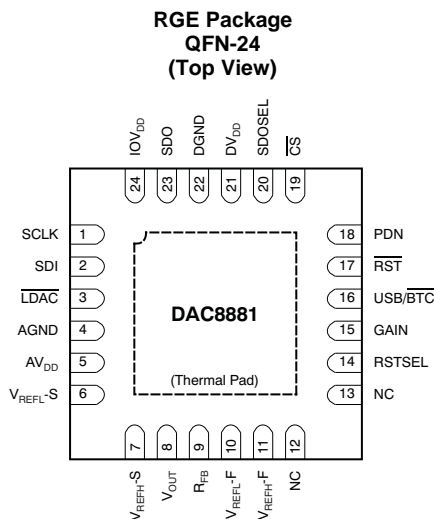 RGE Package
QFN-24
(Top View)
IOVDD
SDO
DGND
DVDD
SDOSEL
CS
24
23
22
21
20
19
SCLK 1
SDI 2
LDAC 3
AGND 4
AVDD 5
VREFL-S 6
18 PDN
17 RST
16 USB/BTC
15 GAIN
14 RSTSEL
13 NC
DAC8881
(Thermal Pad)
7
8
9
10
11
12
VREFH-S
VOUT
RFB
VREFL-F
VREFH-F
NC